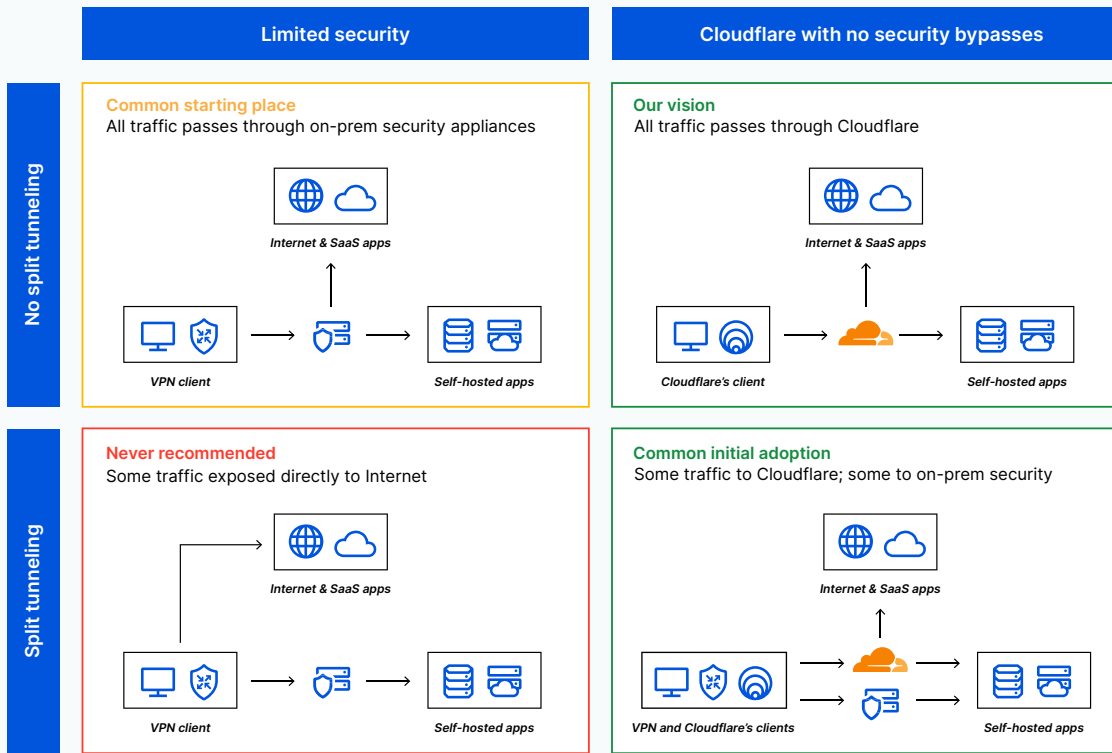 Limited security
Cloudflare with no security bypasses
No split tunneling
Common starting place
All traffic passes through on-prem security appliances
Internet & SaaS apps
VPN client
Self-hosted apps
Our vision
All traffic passes through Cloudflare
Internet & SaaS apps
Cloudflare's client
Self-hosted apps
Split tunneling
Never recommended
Some traffic exposed directly to Internet
Internet & SaaS apps
VPN client
Self-hosted apps
Common initial adoption
Some traffic to Cloudflare; some to on-prem security
Internet & SaaS apps
VPN and Cloudflare's clients
Self-hosted apps